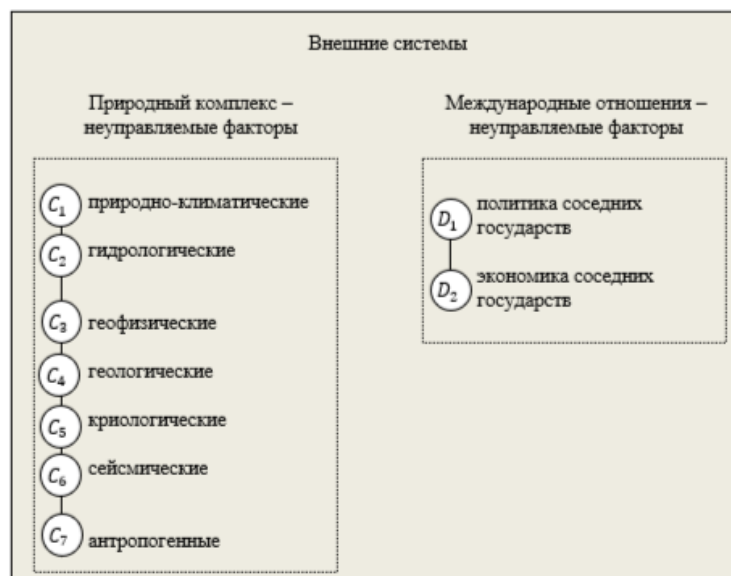 Внешние системы
Природный комплекс –
неуправляемые факторы
C1 природно-климатические
C2 гидрологические
C3 геофизические
C4 геологические
C5 криологические
C6 сейсмические
C7 антропогенные
Международные отношения –
неуправляемые факторы
D1 политика соседних
государств
D2 экономика соседних
государств